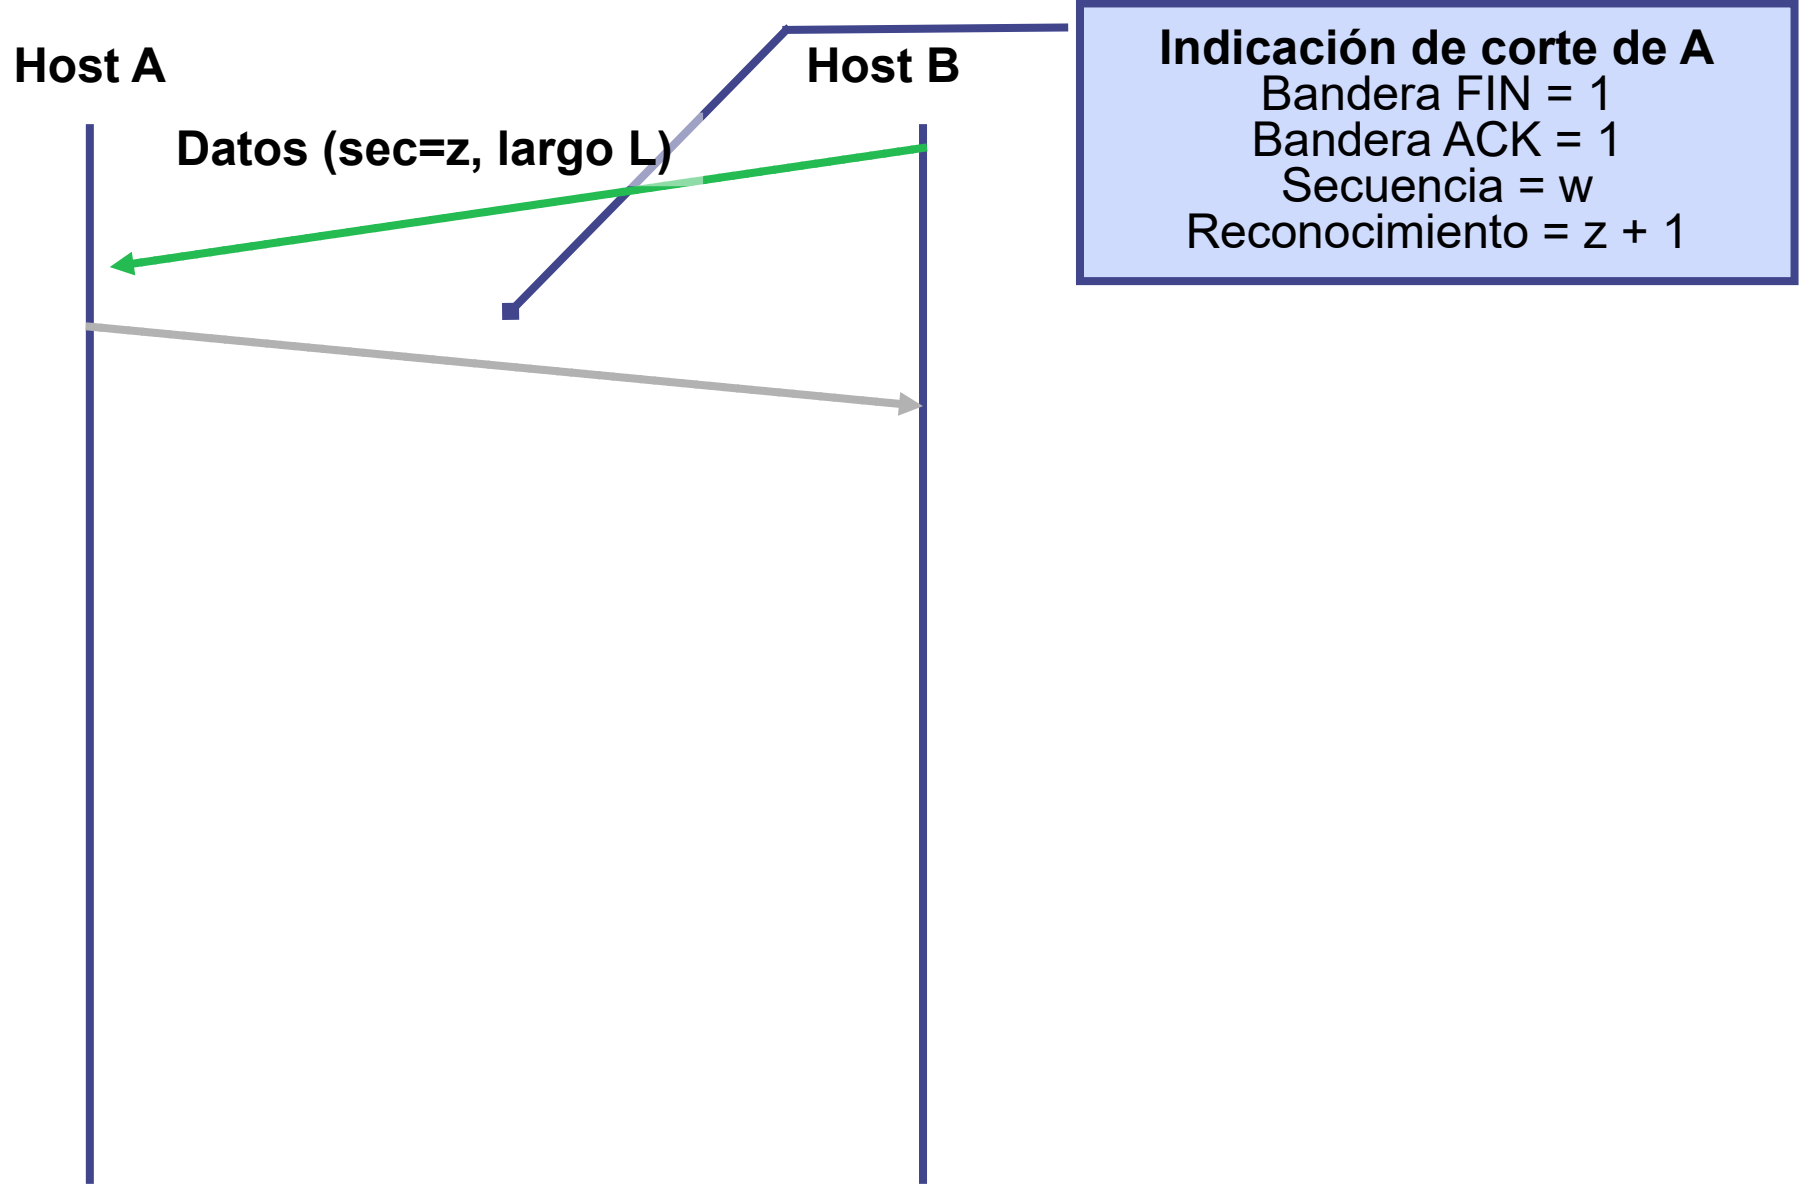 Host A
Host B
Datos (sec=z, largo L)
Indicación de corte de A
Bandera FIN = 1
Bandera ACK = 1
Secuencia = w
Reconocimiento = z + 1